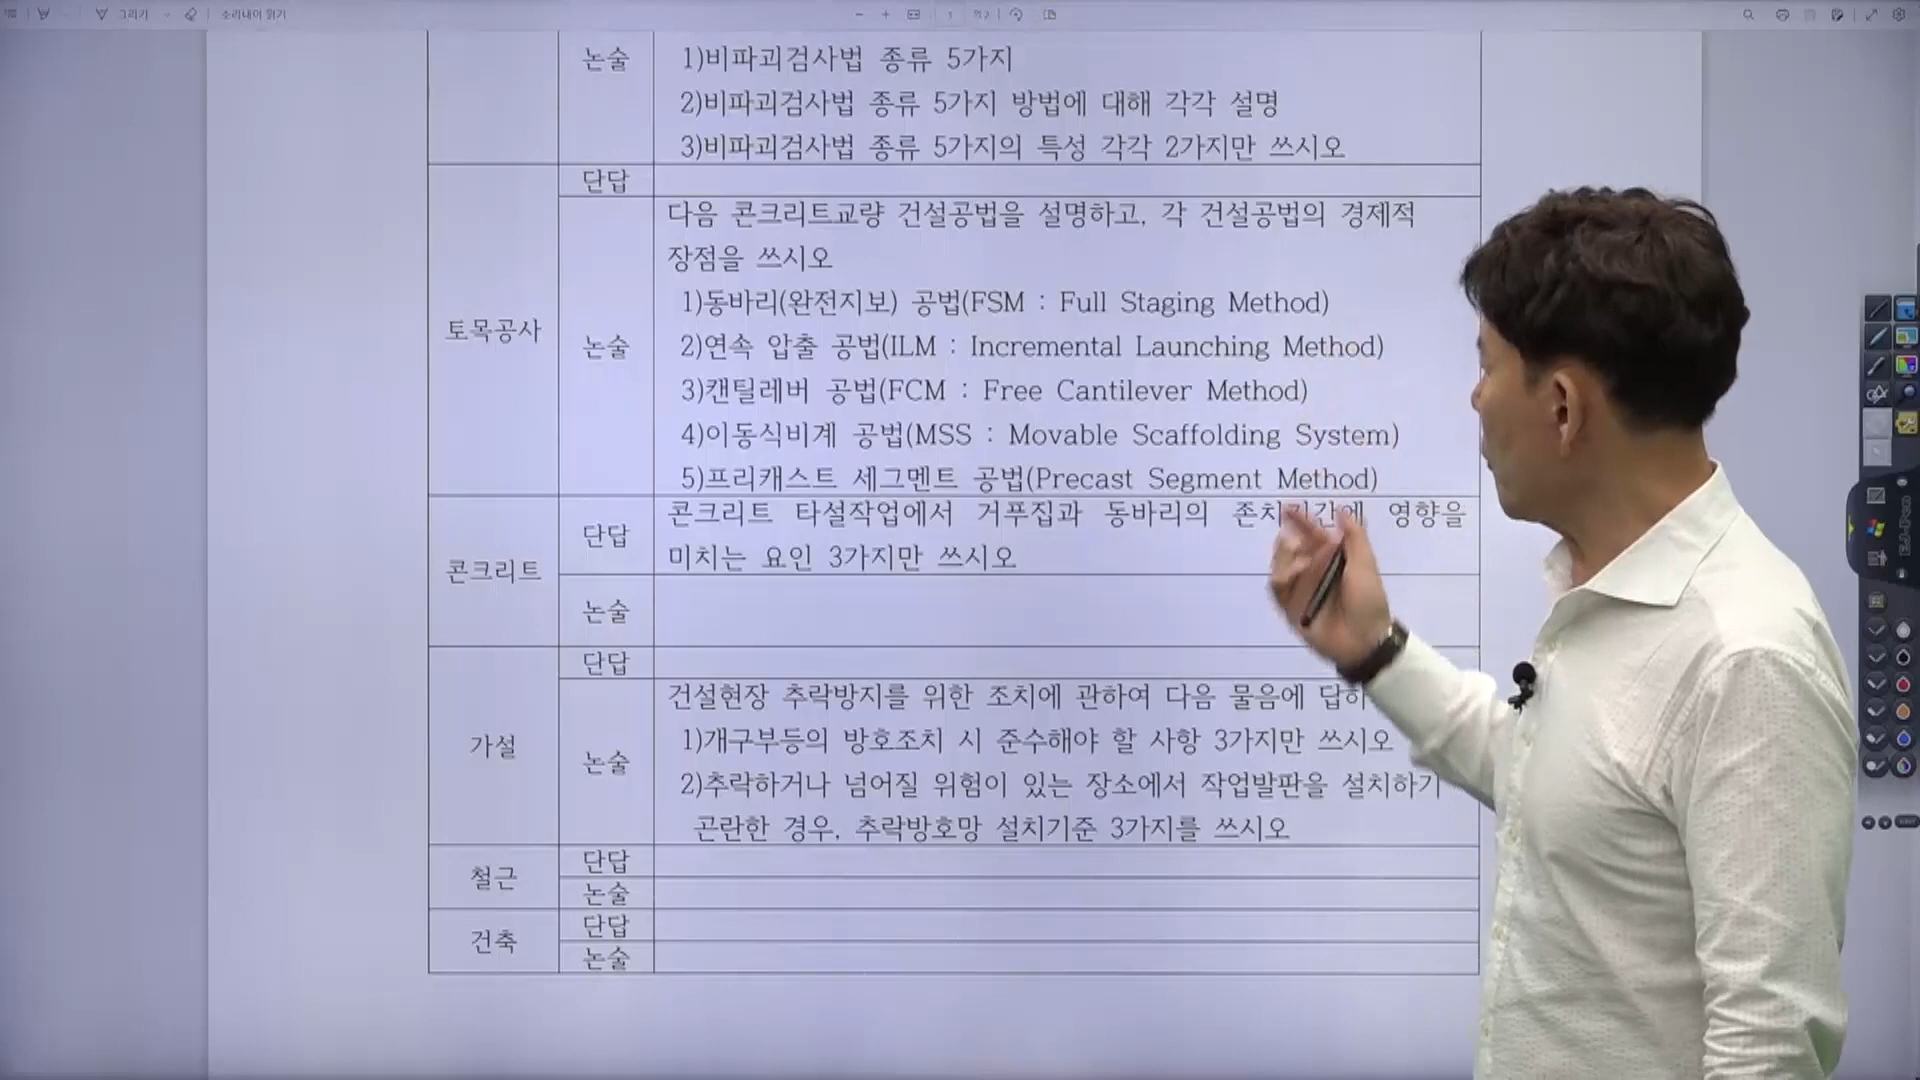 그리기
소리내어 읽기
논술
1)비파괴검사법 종류 5가지
2)비파괴검사법 종류 5가지 방법에 대해 각각 설명
3)비파괴검사법 종류 5가지의 특성 각각 2가지만 쓰시오
토목공사
단답
논술
다음 콘크리트교량 건설공법을 설명하고, 각 건설공법의 경제적
장점을 쓰시오
1)동바리(완전지보) 공법(FSM : Full Staging Method)
2)연속 압출 공법(ILM : Incremental Launching Method)
3)캔틸레버 공법(FCM : Free Cantilever Method)
4)이동식비계 공법(MSS : Movable Scaffolding System)
5)프리캐스트 세그멘트 공법(Precast Segment Method)
콘크리트
단답
콘크리트 타설작업에서 거푸집과 동바리의 존치기간에 영향을
미치는 요인 3가지만 쓰시오
논술
가설
단답
논술
건설현장 추락방지를 위한 조치에 관하여 다음 물음에 답하
1)개구부등의 방호조치 시 준수해야 할 사항 3가지만 쓰시오
2)추락하거나 넘어질 위험이 있는 장소에서 작업발판을 설치하기
곤란한 경우, 추락방호망 설치기준 3가지를 쓰시오
철근
단답
논술
건축
단답
논술